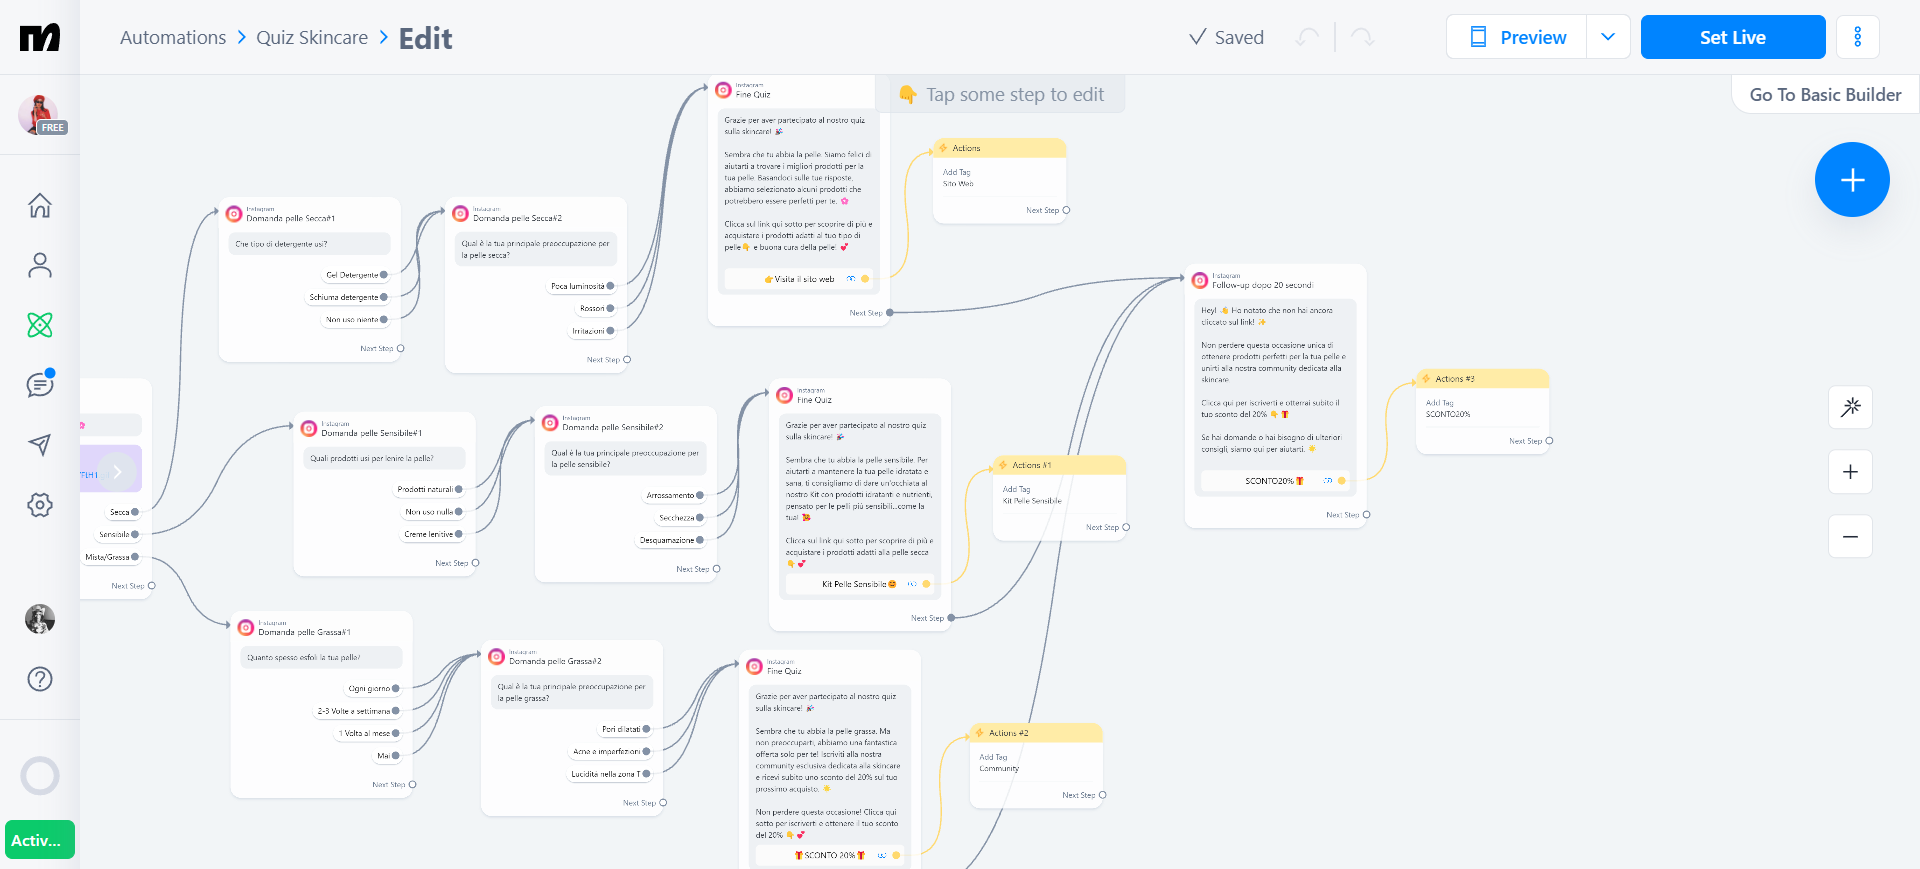 Automations
Quiz Skincare
Edit
Saved
Preview
Set Live
FREE
👇 Tap some step to edit
Go To Basic Builder
Activ...
Secca
Sensibile
Mista/Grassa
Next Step
Instagram
Domanda pelle Secca#1
Che tipo di detergente usi?
Gel Detergente
Schiuma detergente
Non uso niente
Next Step
Instagram
Domanda pelle Secca#2
Qual è la tua principale preoccupazione per
la pelle secca?
Poca luminosità
Rossori
Irritazioni
Next Step
Instagram
Fine Quiz
Grazie per aver partecipato al nostro quiz
sulla skincare! 🎉
Sembra che tu abbia la pelle. Siamo felici di
aiutarti a trovare i migliori prodotti per la
tua pelle. Basandoci sulle tue risposte,
abbiamo selezionato alcuni prodotti che
potrebbero essere perfetti per te. 🌸
Clicca sul link qui sotto per scoprire di più e
acquistare i prodotti adatti al tuo tipo di
pelle👇 e buona cura della pelle! 💕
👉Visita il sito web
Next Step
Actions
Add Tag
Sito Web
Next Step
Instagram
Domanda pelle Sensibile#1
Quali prodotti usi per lenire la pelle?
Prodotti naturali
Non uso nulla
Creme lenitive
Next Step
Instagram
Domanda pelle Sensibile#2
Qual è la tua principale preoccupazione per
la pelle sensibile?
Arrossamento
Secchezza
Desquamazione
Next Step
Instagram
Fine Quiz
Grazie per aver partecipato al nostro quiz
sulla skincare! 🎉
Sembra che tu abbia la pelle sensibile. Per
aiutarti a mantenere la tua pelle idratata e
sana, ti consigliamo di dare un'occhiata al
nostro Kit con prodotti idratanti e nutrienti,
pensato per le pelli più sensibili...come la
tua! 🥰
Clicca sul link qui sotto per scoprire di più e
acquistare i prodotti adatti alla pelle secca
👇💕
Kit Pelle Sensibile🤩
Next Step
Actions #1
Add Tag
Kit Pelle Sensibile
Next Step
Instagram
Domanda pelle Grassa#1
Quanto spesso esfoli la tua pelle?
Ogni giorno
2-3 Volte a settimana
1 Volta al mese
Mai
Next Step
Instagram
Domanda pelle Grassa#2
Qual è la tua principale preoccupazione per
la pelle grassa?
Pori dilatati
Acne e imperfezioni
Lucidità nella zona T
Next Step
Instagram
Fine Quiz
Grazie per aver partecipato al nostro quiz
sulla skincare! 🎉
Sembra che tu abbia la pelle grassa. Ma
non preoccuparti, abbiamo una fantastica
offerta solo per te! Iscriviti alla nostra
community esclusiva dedicata alla skincare
e ricevi subito uno sconto del 20% sul tuo
prossimo acquisto. 🌟
Non perdere questa occasione! Clicca qui
sotto per iscriverti e ottenere il tuo sconto
del 20% 👇💕
🎁SCONTO 20%🎁
Actions #2
Add Tag
Community
Next Step
Instagram
Follow-up dopo 20 secondi
Hey! 👋 Ho notato che non hai ancora
cliccato sul link! ✨
Non perdere questa occasione unica di
ottenere prodotti perfetti per la tua pelle e
unirti alla nostra community dedicata alla
skincare.
Clicca qui per iscriverti e otterrai subito il
tuo sconto del 20% 👇🎁
Se hai domande o hai bisogno di ulteriori
consigli, siamo qui per aiutarti. 🌟
SCONTO20%🎁
Next Step
Actions #3
Add Tag
SCONTO20%
Next Step